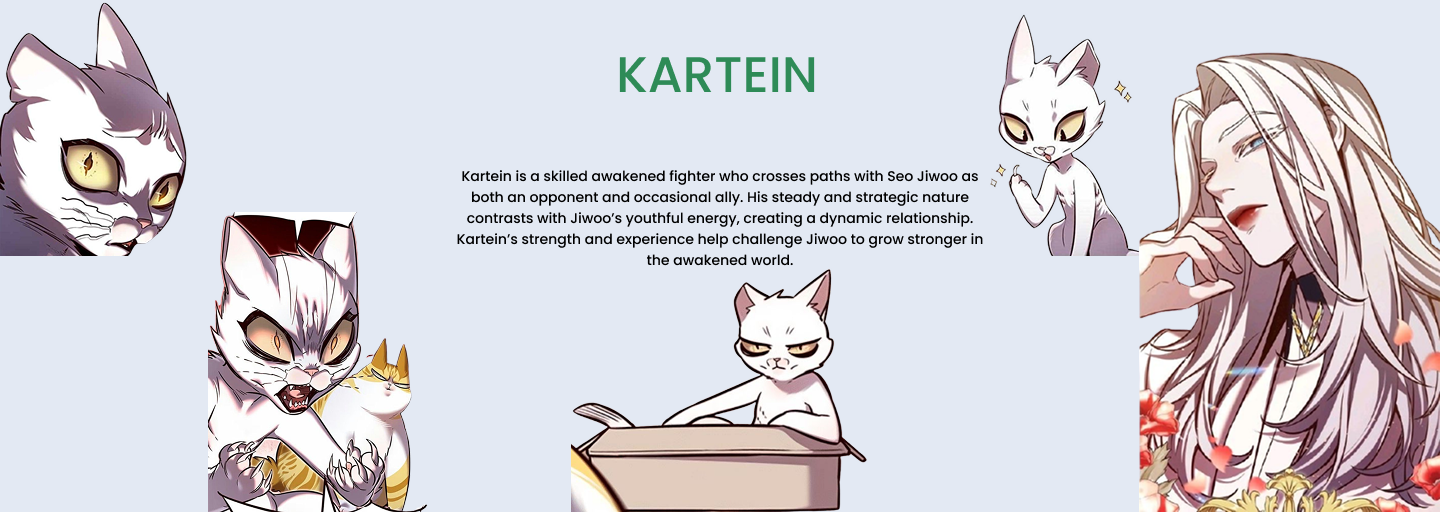 KARTEIN
Kartein is a skilled awakened fighter who crosses paths with Seo Jiwoo as
both an opponent and occasional ally. His steady and strategic nature
contrasts with Jiwoo’s youthful energy, creating a dynamic relationship.
Kartein’s strength and experience help challenge Jiwoo to grow stronger in
the awakened world.